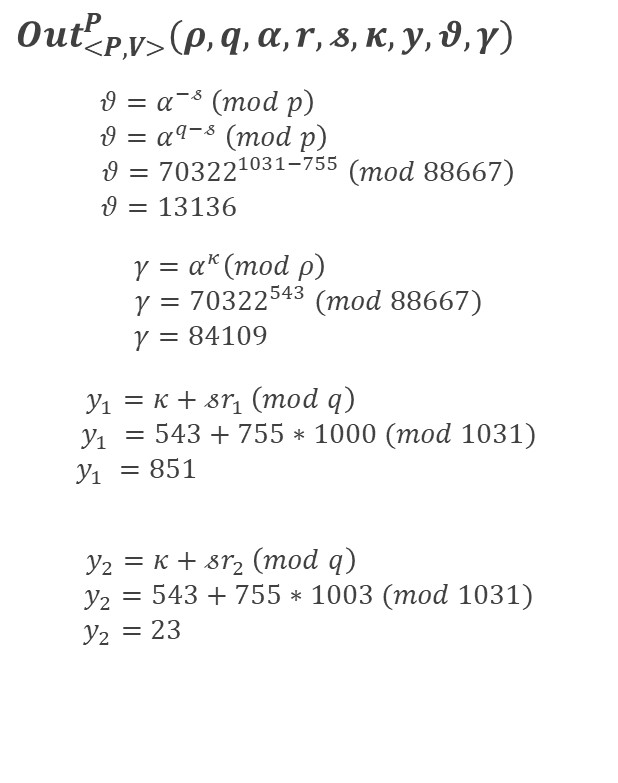 Out^P_<P,V>(ρ, q, α, r, 𝓈, κ, y, ϑ, γ)
ϑ = α^−𝓈 (mod p)
ϑ = α^q−𝓈 (mod p)
ϑ = 70322^1031−755 (mod 88667)
ϑ = 13136
γ = α^κ (mod ρ)
γ = 70322^543 (mod 88667)
γ = 84109
y₁ = κ + 𝓈r₁ (mod q)
y₁ = 543 + 755 ∗ 1000 (mod 1031)
y₁ = 851
y₂ = κ + 𝓈r₂ (mod q)
y₂ = 543 + 755 ∗ 1003 (mod 1031)
y₂ = 23